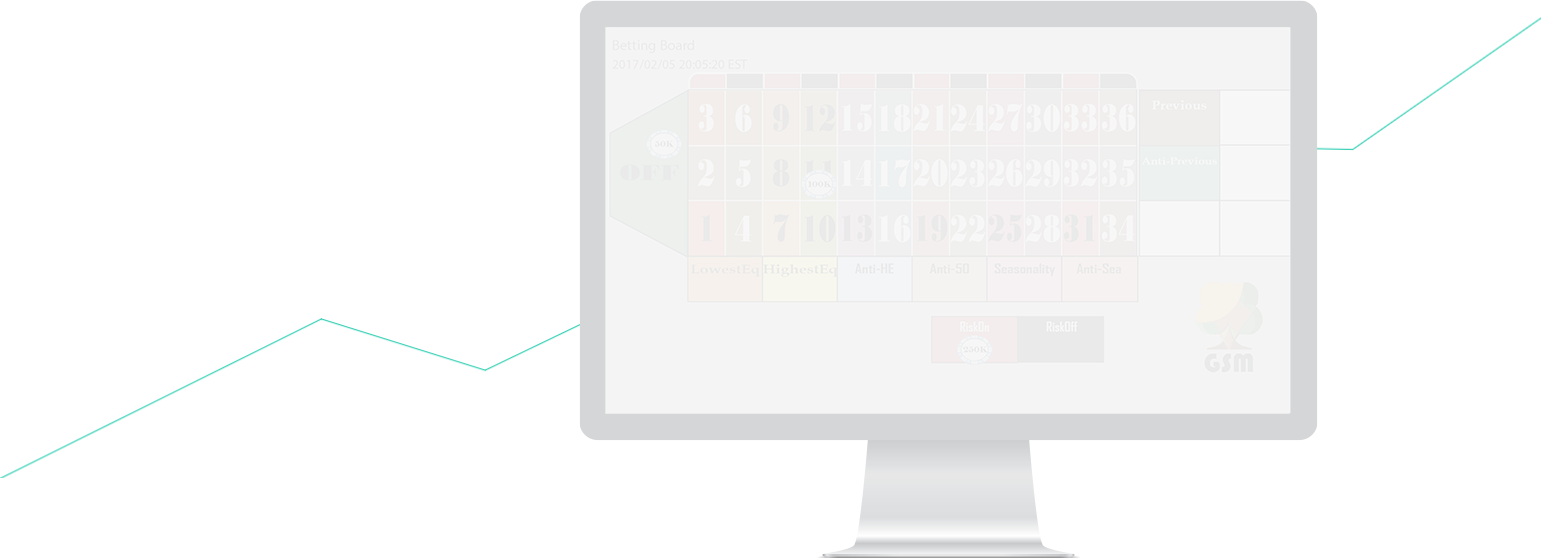 Betting Board
2017/02/05 20:05:20 EST
3 6 9 12 15 18 21 24 27 30 33 36 Previous
50K
OFF 2 5 8 11 14 17 20 23 26 29 32 35 Anti-Previous
100K
1 4 7 10 13 16 19 22 25 28 31 34
LowestEq HighestEq Anti-HE Anti-50 Seasonality Anti-Sea
RiskOn RiskOff
250K
GSM